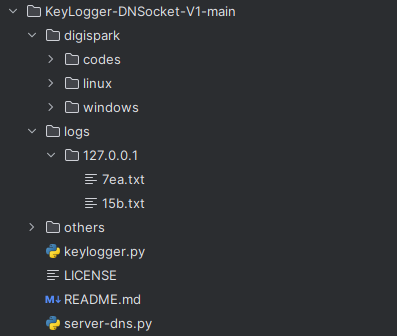 KeyLogger-DNSocket-V1-main
digispark
codes
linux
windows
logs
127.0.0.1
7ea.txt
15b.txt
others
keylogger.py
LICENSE
M↓ README.md
server-dns.py